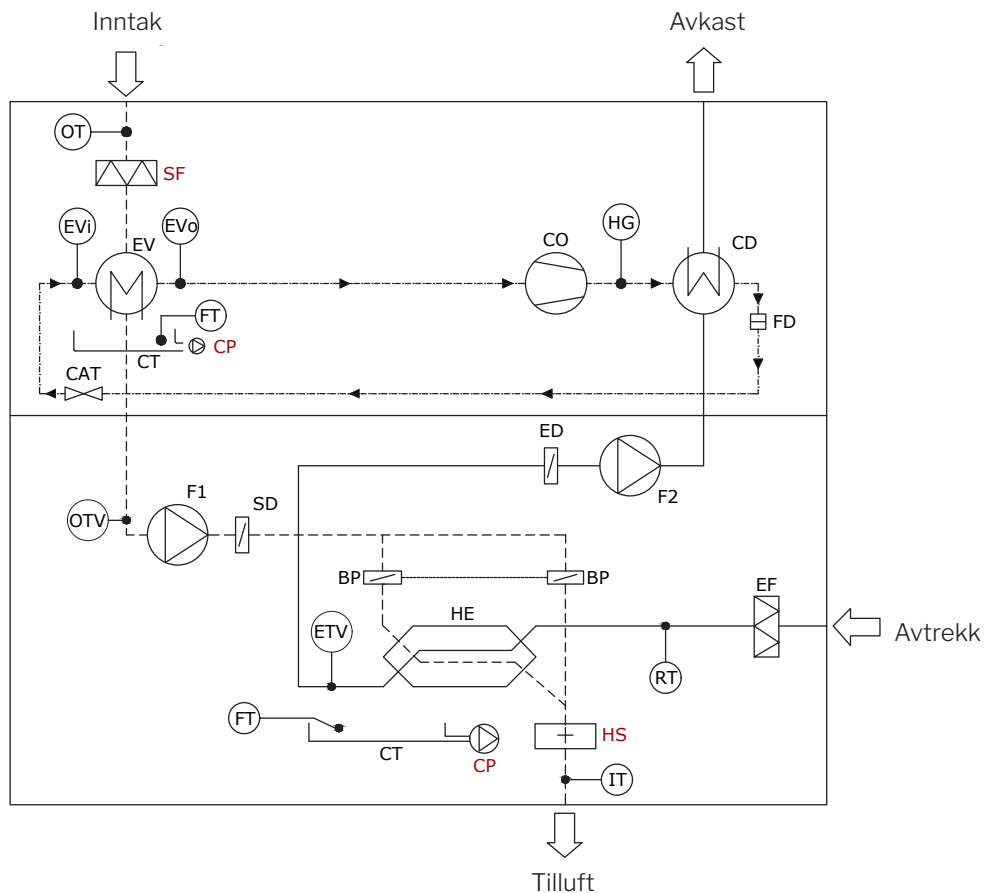 Inntak
Avkast
OT
SF
EVi
EV
EVo
CO
HG
CD
FT
CP
CT
FD
CAT
ED
F2
F1
SD
OTV
BP
BP
EF
HE
ETV
Avtrekk
RT
FT
CT
CP
HS
IT
Tilluft